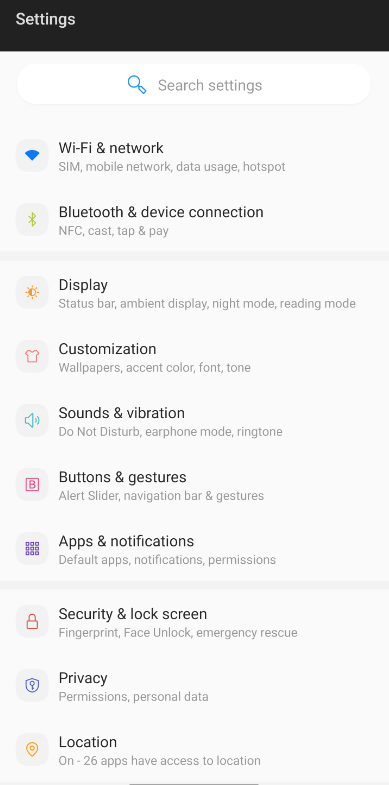 Settings
Search settings
Wi-Fi & network
SIM, mobile network, data usage, hotspot
Bluetooth & device connection
NFC, cast, tap & pay
Display
Status bar, ambient display, night mode, reading mode
Customization
Wallpapers, accent color, font, tone
Sounds & vibration
Do Not Disturb, earphone mode, ringtone
B
Buttons & gestures
Alert Slider, navigation bar & gestures
Apps & notifications
Default apps, notifications, permissions
Security & lock screen
Fingerprint, Face Unlock, emergency rescue
Privacy
Permissions, personal data
Location
On - 26 apps have access to location